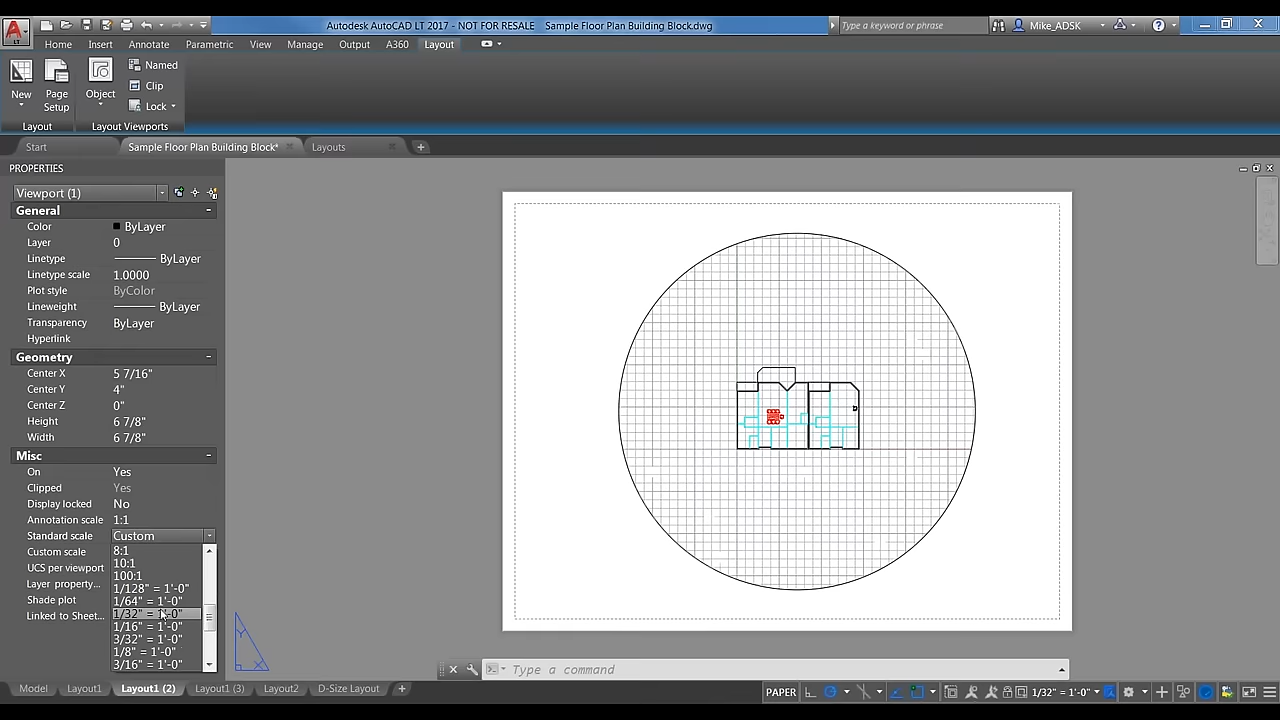 Autodesk AutoCAD LT 2017 - NOT FOR RESALE Sample Floor Plan Building Block.dwg
Type a keyword or phrase
Mike_ADSK
LT
Home Insert Annotate Parametric View Manage Output A360 Layout
New
Page
Setup
Object
Named
Clip
Lock
Layout Layout Viewports
Start Sample Floor Plan Building Block* Layouts
PROPERTIES
Viewport (1)
General
Color ByLayer
Layer 0
Linetype ByLayer
Linetype scale 1.0000
Plot style ByColor
Lineweight ByLayer
Transparency ByLayer
Hyperlink
Geometry
Center X 5 7/16"
Center Y 4"
Center Z 0"
Height 6 7/8"
Width 6 7/8"
Misc
On Yes
Clipped Yes
Display locked No
Annotation scale 1:1
Standard scale Custom
Custom scale
UCS per viewport
Layer property...
Shade plot
Linked to Sheet...
8:1
10:1
100:1
1/128" = 1'-0"
1/64" = 1'-0"
1/32" = 1'-0"
1/16" = 1'-0"
3/32" = 1'-0"
1/8" = 1'-0"
3/16" = 1'-0"
Y
X
Type a command
Model Layout1 Layout1 (2) Layout1 (3) Layout2 D-Size Layout
PAPER
1/32" = 1'-0"